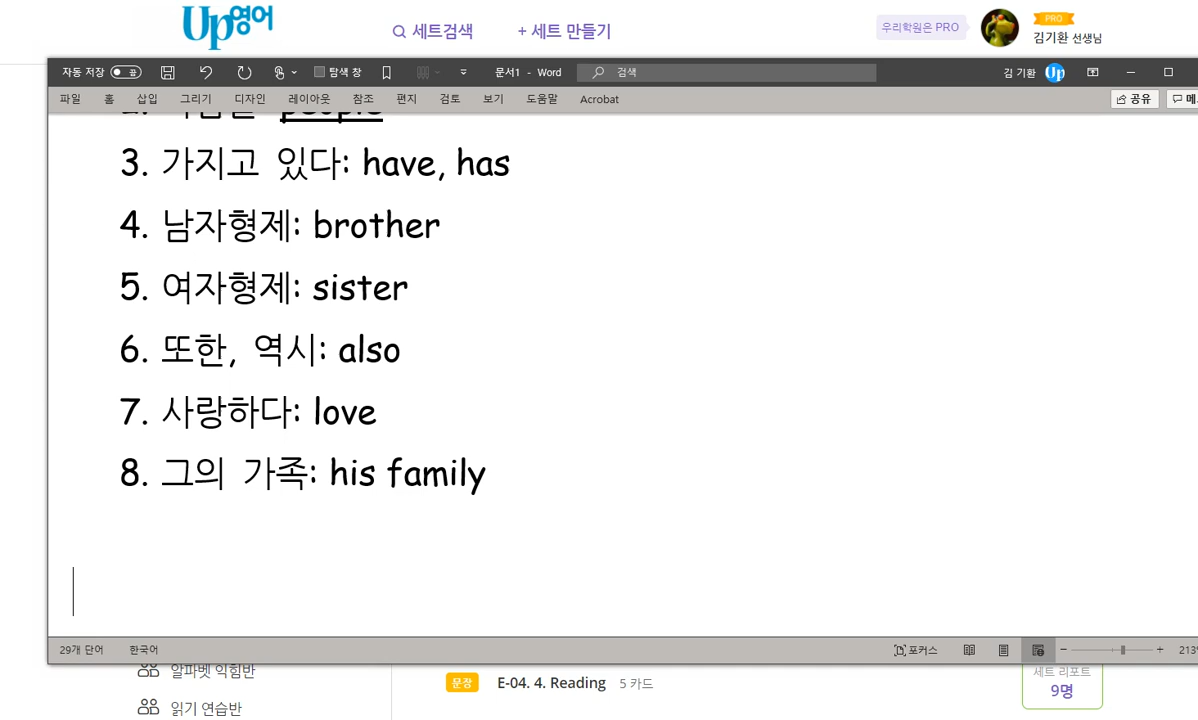 Up영어
세트검색
+ 세트 만들기
우리학원은 PRO
PRO
김기환 선생님
자동 저장
탐색 창
문서1 - Word
검색
김 기환
Up
파일 홈 삽입 그리기 디자인 레이아웃 참조 편지 검토 보기 도움말 Acrobat
공유
people
3. 가지고 있다: have, has
4. 남자형제: brother
5. 여자형제: sister
6. 또한, 역시: also
7. 사랑하다: love
8. 그의 가족: his family
29개 단어 한국어
포커스
알파벳 익힘반
읽기 연습반
문장 E-04. 4. Reading 5 카드
세트 리포트
9명